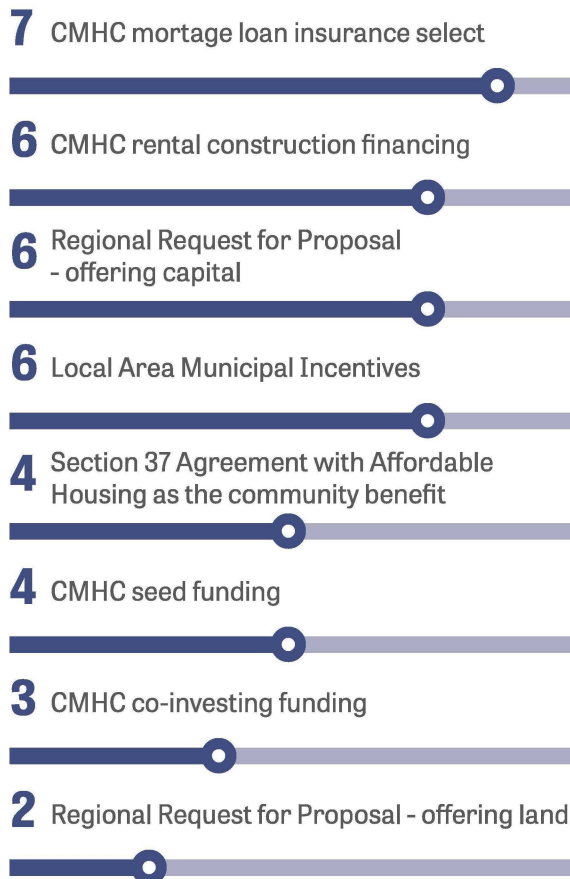 7 CMHC mortage loan insurance select
6 CMHC rental construction financing
6 Regional Request for Proposal
- offering capital
6 Local Area Municipal Incentives
4 Section 37 Agreement with Affordable
Housing as the community benefit
4 CMHC seed funding
3 CMHC co-investing funding
2 Regional Request for Proposal - offering land